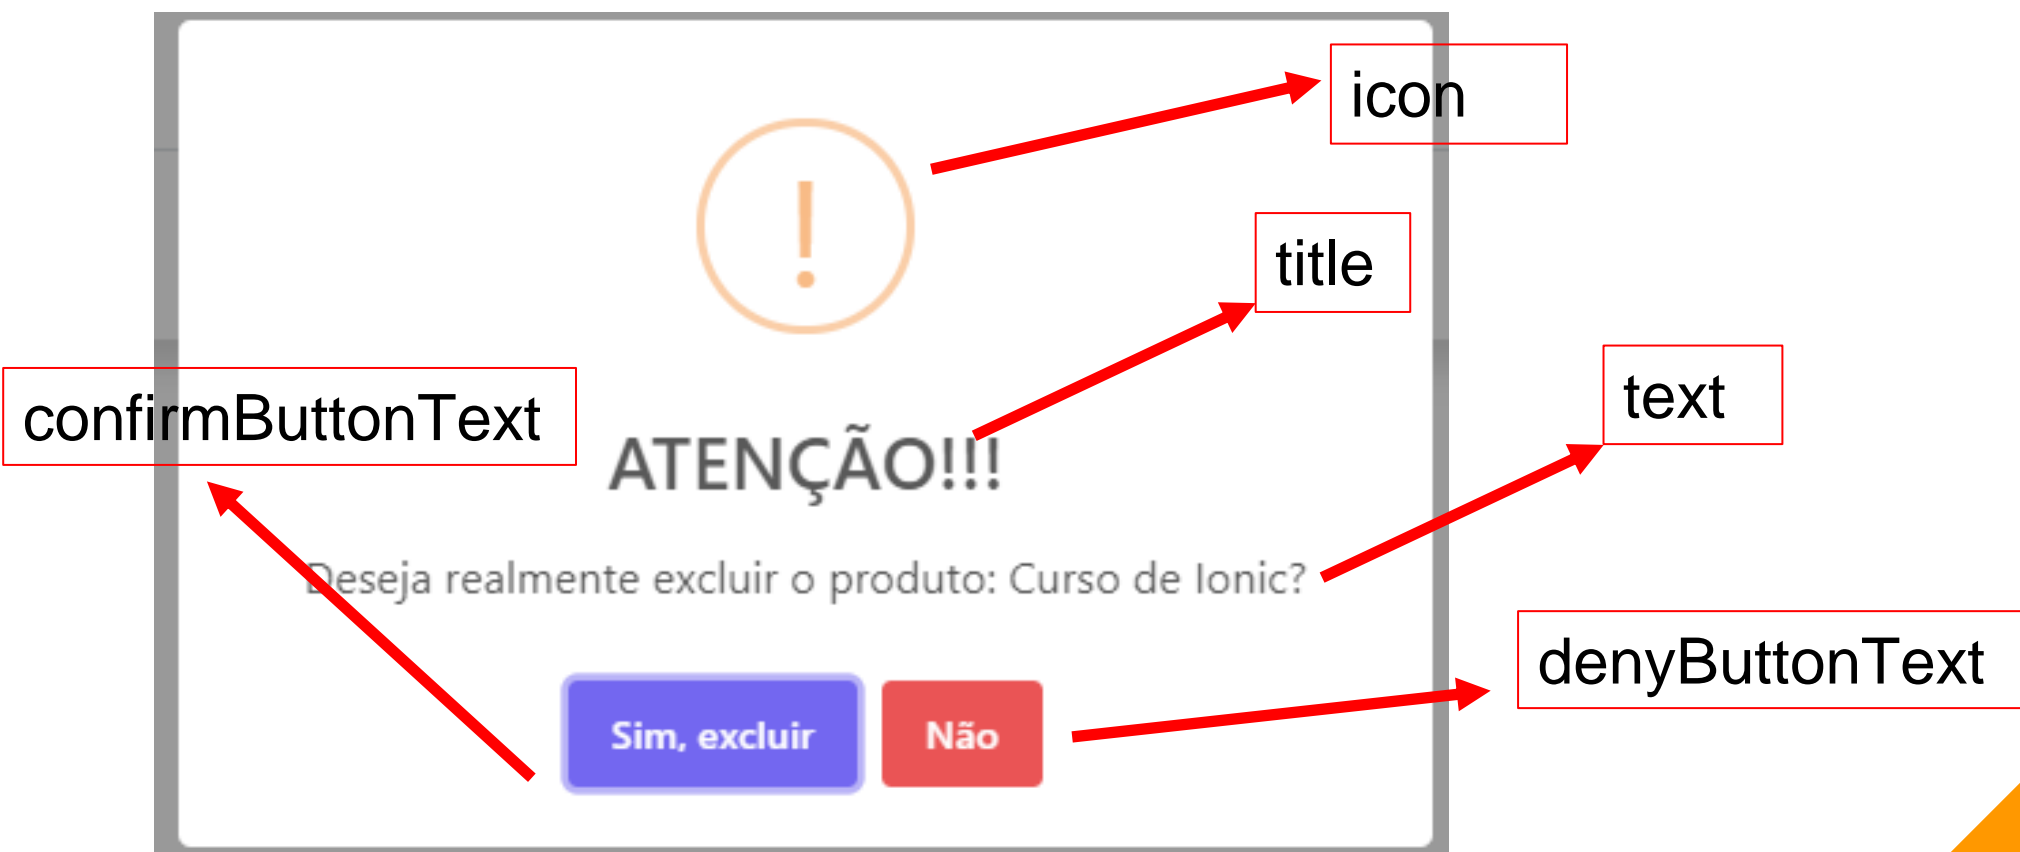 icon
title
text
confirmButtonText
ATENÇÃO!!!
Deseja realmente excluir o produto: Curso de Ionic?
denyButtonText
Sim, excluir
Não